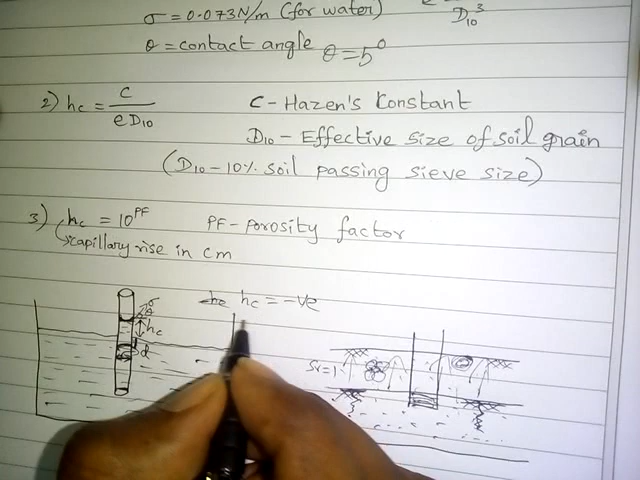 σ = 0.073N/m (for water)
D10^3
θ = contact angle θ = 5°
2) hc = C / e D10
C - Hazen's Constant
D10 - Effective size of soil grain
(D10 - 10% soil passing sieve size)
3) hc = 10^PF PF - porosity factor
capillary rise in cm
hc = -ve
σ
θ
hc
d
Sr=1